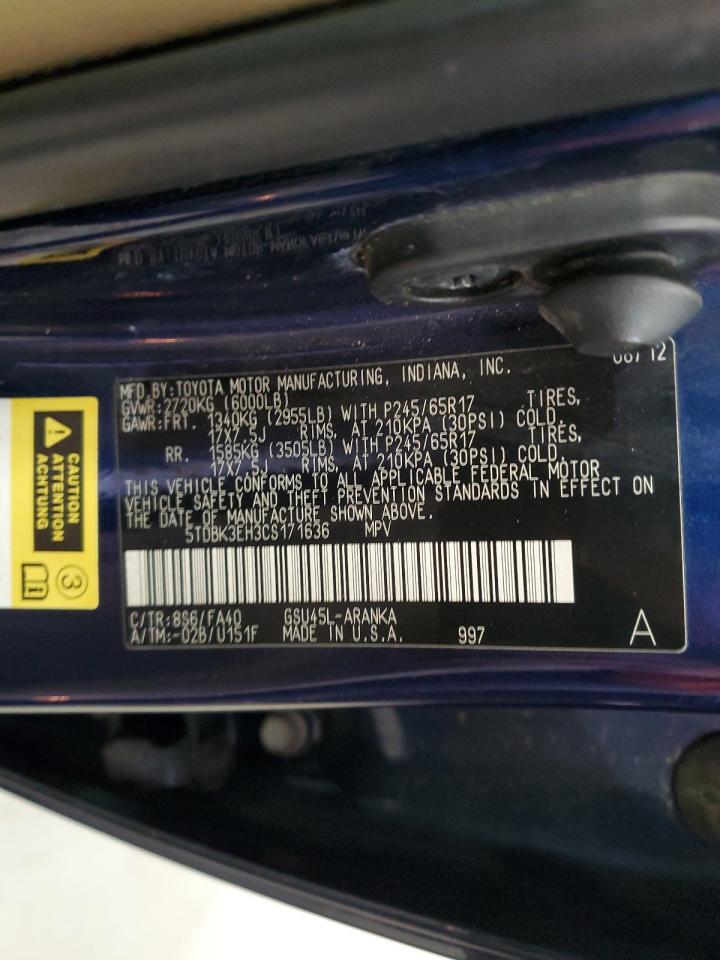 08/12
MFD.BY:TOYOTA MOTOR MANUFACTURING, INDIANA, INC.
GVWR:2720KG (6000LB)
GAWR:FRT. 1340KG (2955LB) WITH P245/65R17 TIRES,
17X7.5J RIMS, AT 210KPA (30PSI) COLD.
RR. 1585KG (3505LB) WITH P245/65R17 TIRES,
17X7.5J RIMS, AT 210KPA (30PSI) COLD.
THIS VEHICLE CONFORMS TO ALL APPLICABLE FEDERAL MOTOR
VEHICLE SAFETY AND THEFT PREVENTION STANDARDS IN EFFECT ON
THE DATE OF MANUFACTURE SHOWN ABOVE.
5TDBK3EH3CS171636 MPV
C/TR:8S6/FA40 GSU45L-ARANKA
A/TM:-02B/U151F MADE IN U.S.A. 997 A
CAUTION
ATTENTION
ACHTUNG
3